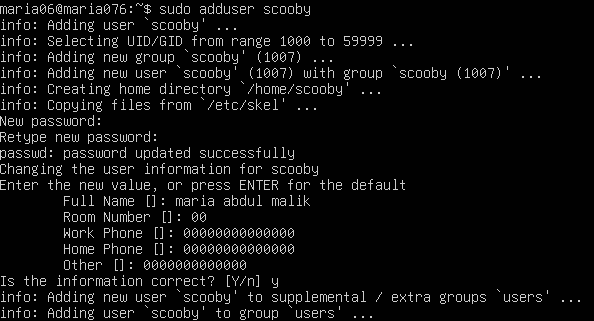 maria06@maria076:~$ sudo adduser scooby
info: Adding user `scooby' ...
info: Selecting UID/GID from range 1000 to 59999 ...
info: Adding new group `scooby' (1007) ...
info: Adding new user `scooby' (1007) with group `scooby (1007)' ...
info: Creating home directory `/home/scooby' ...
info: Copying files from `/etc/skel' ...
New password:
Retype new password:
passwd: password updated successfully
Changing the user information for scooby
Enter the new value, or press ENTER for the default
        Full Name []: maria abdul malik
        Room Number []: 00
        Work Phone []: 00000000000000
        Home Phone []: 00000000000000
        Other []: 0000000000000
Is the information correct? [Y/n] y
info: Adding new user `scooby' to supplemental / extra groups `users' ...
info: Adding user `scooby' to group `users' ...